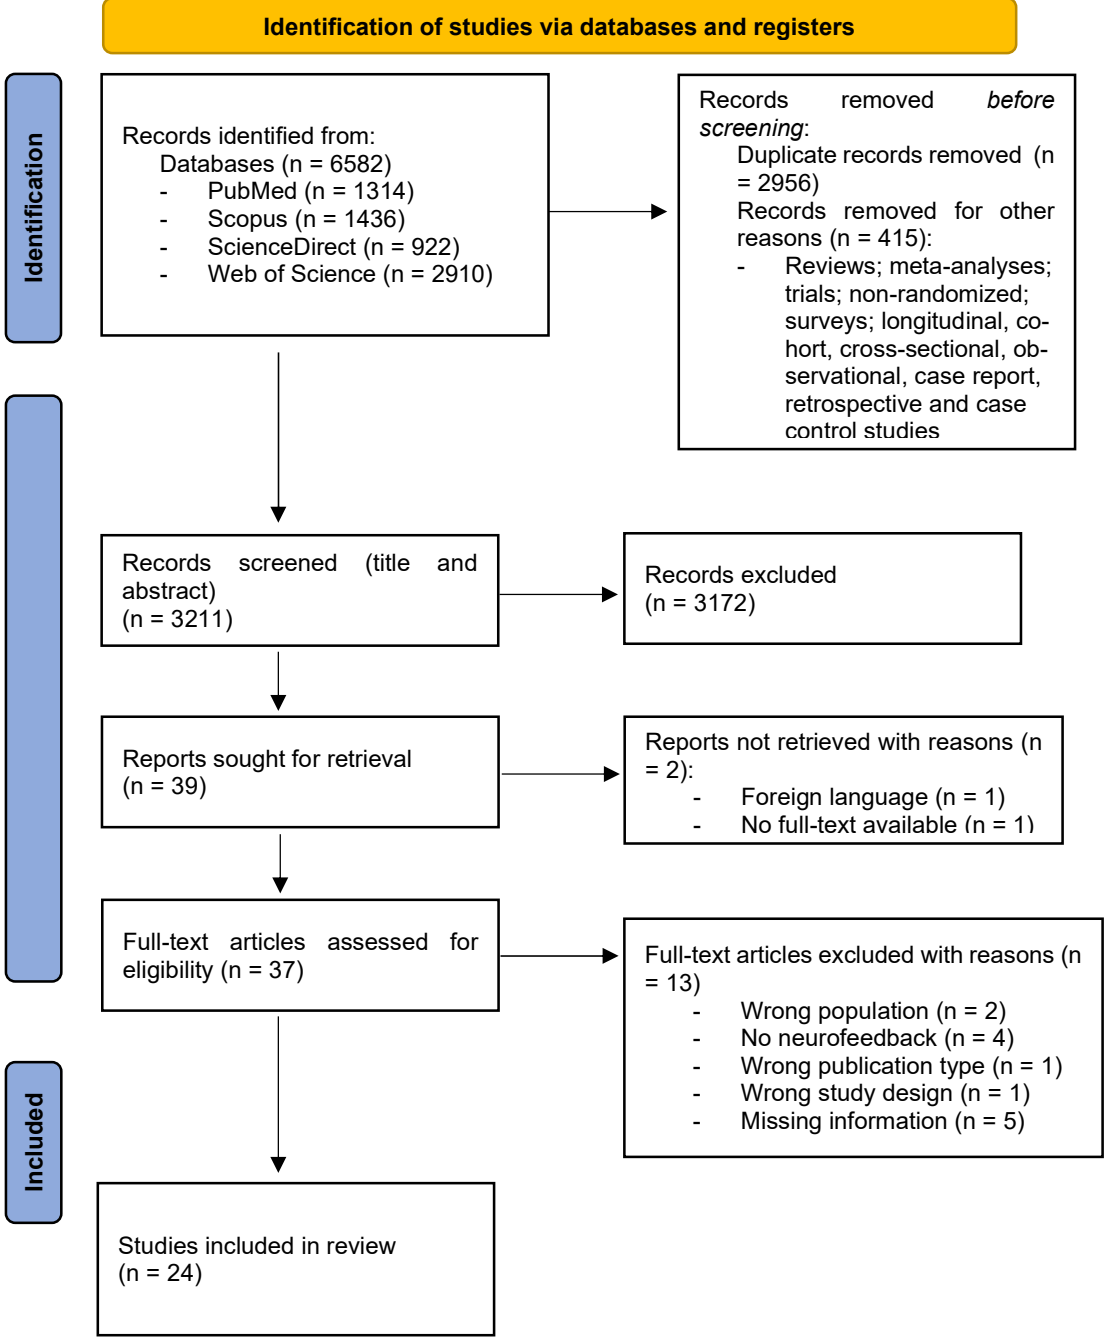 Identification of studies via databases and registers
Identification
Records identified from:
Databases (n = 6582)
- PubMed (n = 1314)
- Scopus (n = 1436)
- ScienceDirect (n = 922)
- Web of Science (n = 2910)
Records removed before
screening:
Duplicate records removed (n
= 2956)
Records removed for other
reasons (n = 415):
- Reviews; meta-analyses;
trials; non-randomized;
surveys; longitudinal, co-
hort, cross-sectional, ob-
servational, case report,
retrospective and case
control studies
Records screened (title and
abstract)
(n = 3211)
Records excluded
(n = 3172)
Reports sought for retrieval
(n = 39)
Reports not retrieved with reasons (n
= 2):
- Foreign language (n = 1)
- No full-text available (n = 1)
Full-text articles assessed for
eligibility (n = 37)
Full-text articles excluded with reasons (n
= 13)
- Wrong population (n = 2)
- No neurofeedback (n = 4)
- Wrong publication type (n = 1)
- Wrong study design (n = 1)
- Missing information (n = 5)
Included
Studies included in review
(n = 24)